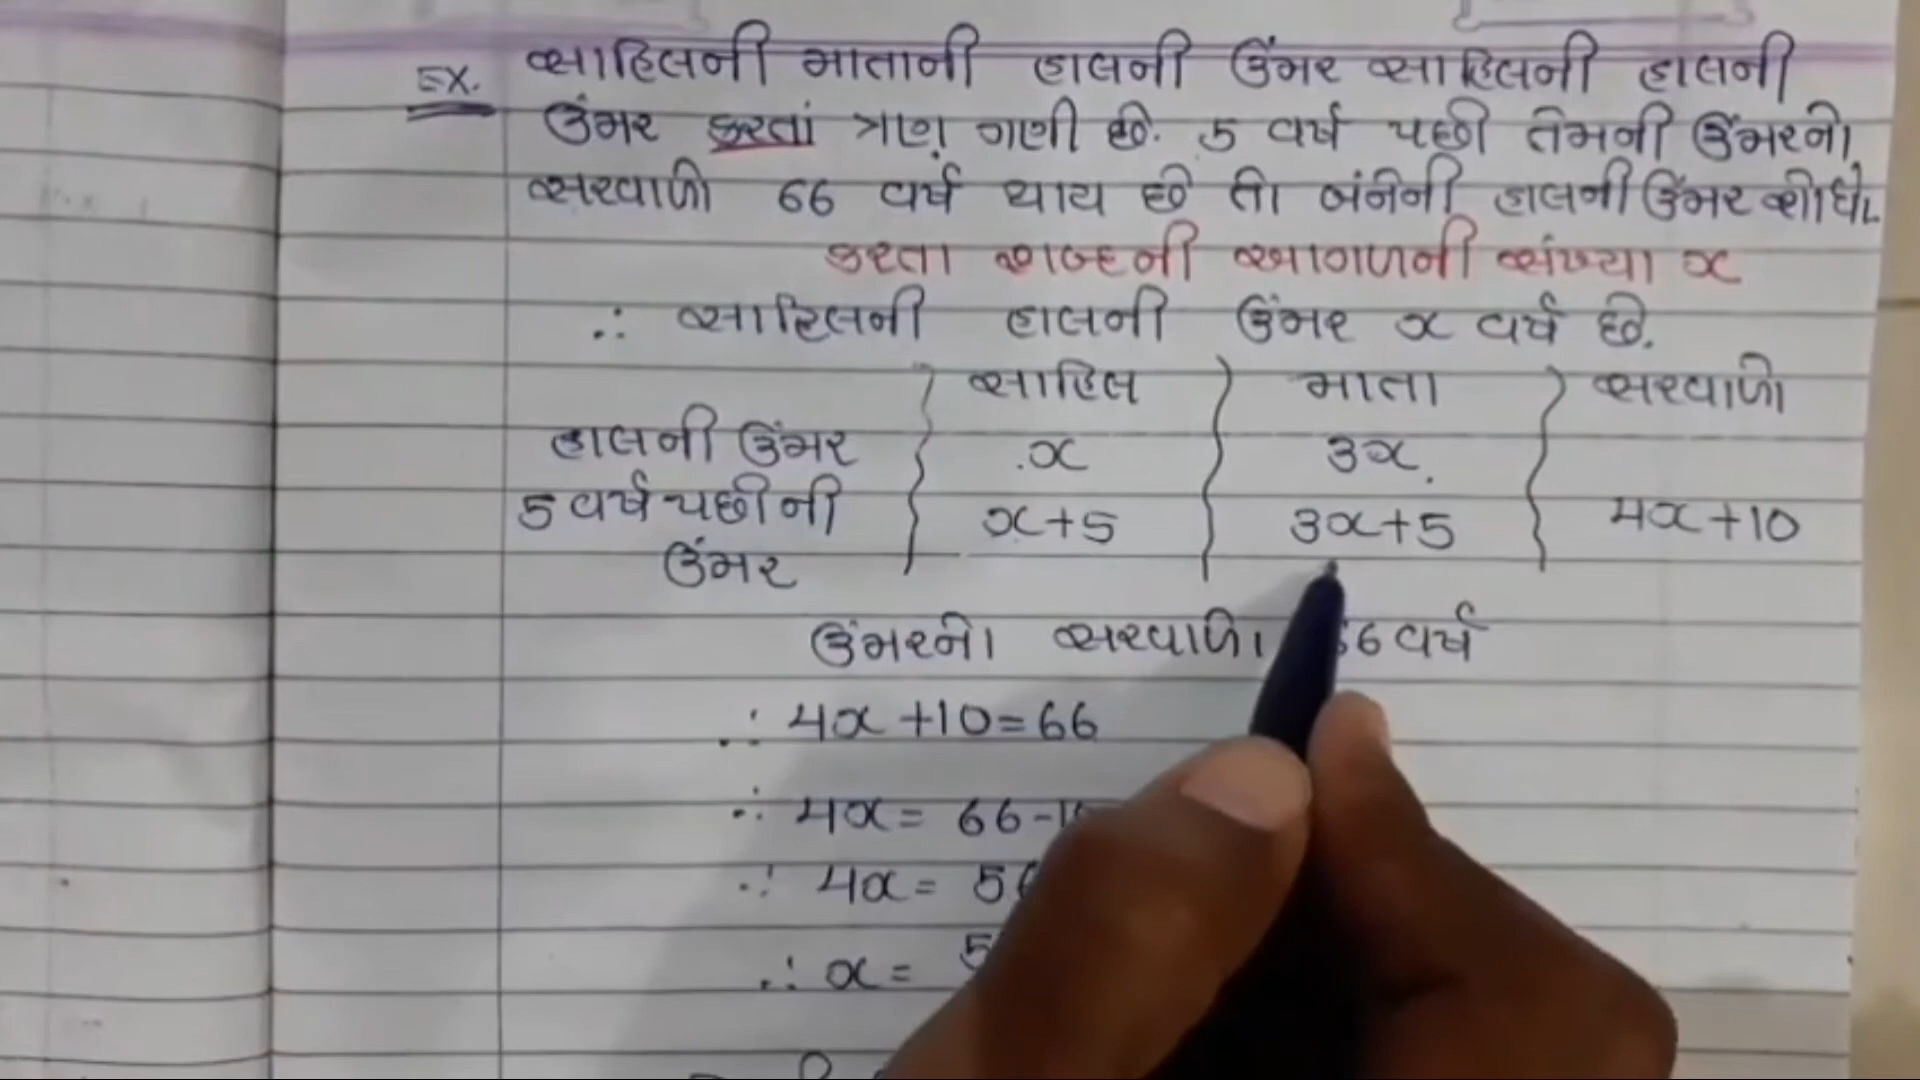 Ex. સાહિલની માતાની હાલની ઉંમર સાહિલની હાલની
ઉંમર કરતાં ત્રણ ગણી છે. 5 વર્ષ પછી તેમની ઉંમરનો
સરવાળો 66 વર્ષ થાય છે તો બંનેની હાલની ઉંમર શોધો.
કરતા શબ્દની આગળની સંખ્યા x
∴ સાહિલની હાલની ઉંમર x વર્ષ છે.
સાહિલ માતા સરવાળો
હાલની ઉંમર x 3x
5 વર્ષ પછીની x+5 3x+5 4x+10
ઉંમર
ઉંમરનો સરવાળો 66 વર્ષ
∴ 4x+10=66
∴ 4x= 66-
∴ 4x= 5
∴ x= 5